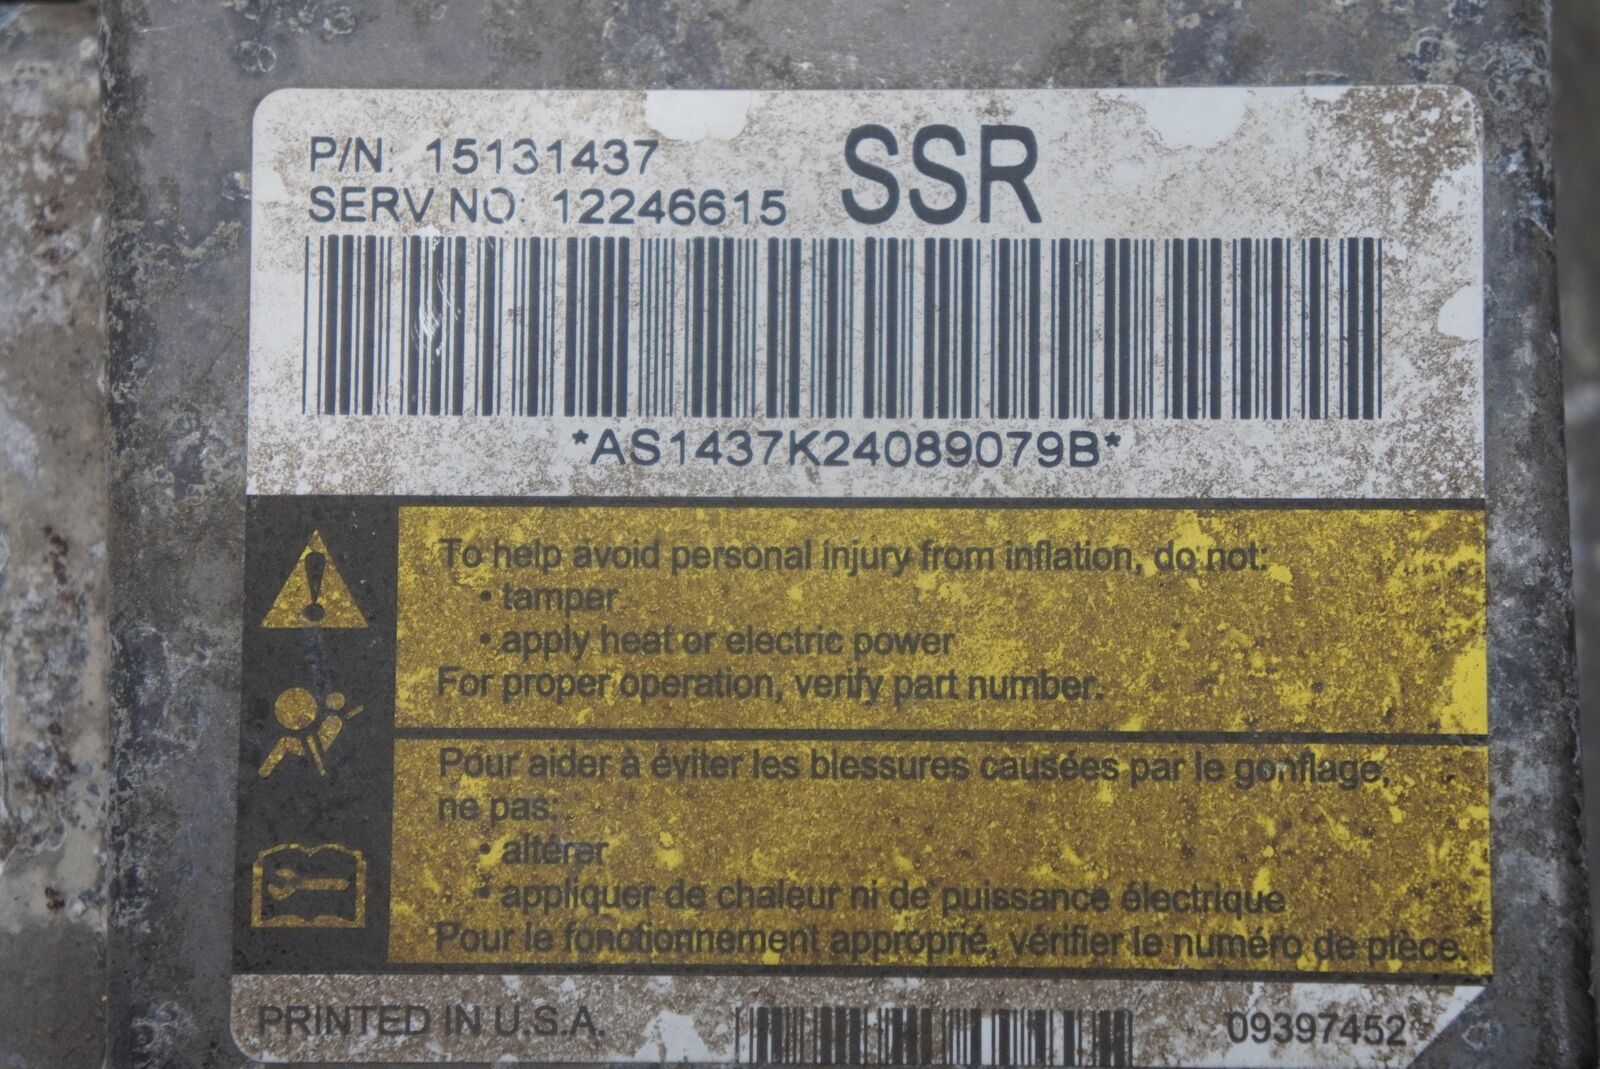 P/N: 15131437
SERV NO: 12246615
SSR
*AS1437K24089079B*
To help avoid personal injury from inflation, do not:
• tamper
• apply heat or electric power
For proper operation, verify part number.
Pour aider à éviter les blessures causées par le gonflage,
ne pas:
• altérer
• appliquer de chaleur ni de puissance électrique
Pour le fonctionnement approprié, vérifier le numéro de pièce.
PRINTED IN U.S.A.
09397452